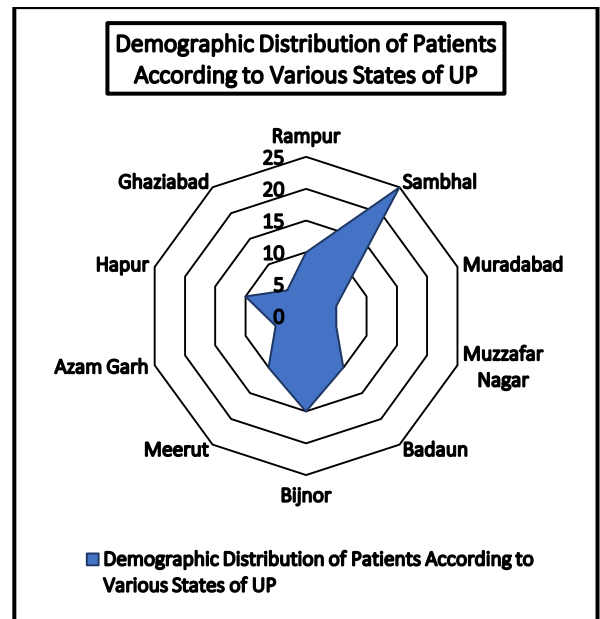 Demographic Distribution of Patients
According to Various States of UP
Rampur
25
Ghaziabad
Sambhal
20
15
Hapur
10
Muradabad
5
0
Azam Garh
Muzzafar
Nagar
Meerut
Badaun
Bijnor
Demographic Distribution of Patients According to
Various States of UP